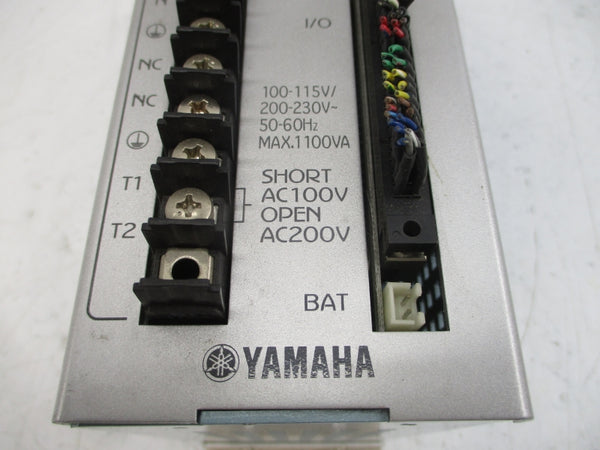 N
I/O
NC
NC
100-115V/
200-230V~
50-60Hz
MAX.1100VA
T1
SHORT
AC100V
OPEN
T2
AC200V
BAT
YAMAHA